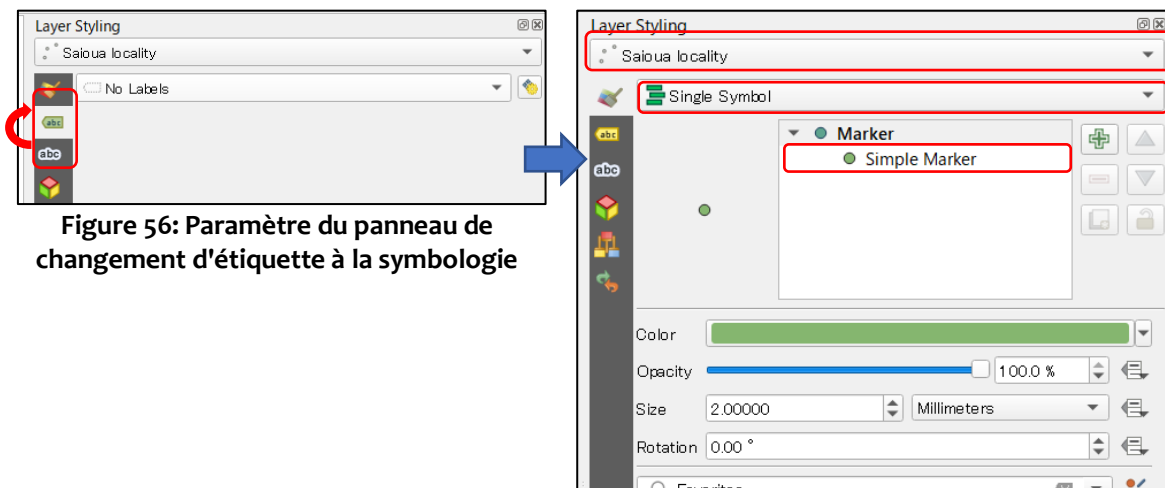 Layer Styling
Saioua locality
No Labels
abc
abc
Figure 56: Paramètre du panneau de
changement d'étiquette à la symbologie
Layer Styling
Saioua locality
Single Symbol
abc
abc
Marker
Simple Marker
Color
Opacity 100.0 %
Size 2.00000 Millimeters
Rotation 0.00 °
Favorites